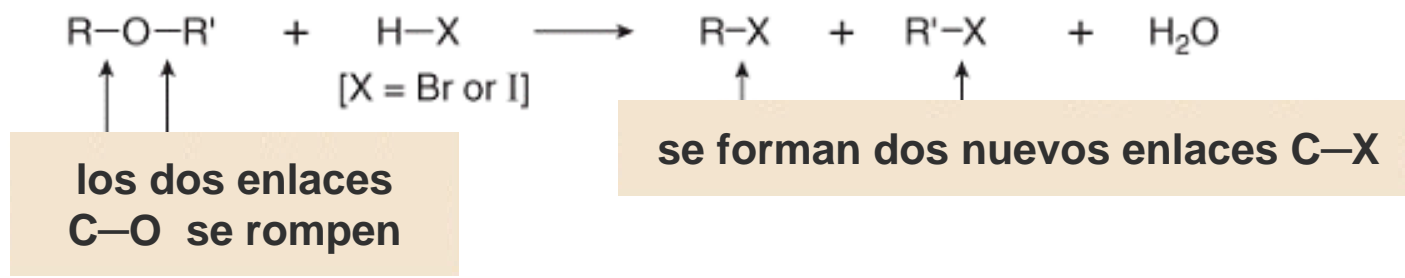 R—O—R' + H—X → R—X + R'—X + H₂O
[X = Br or I]
se forman dos nuevos enlaces C—X
los dos enlaces
C—O se rompen